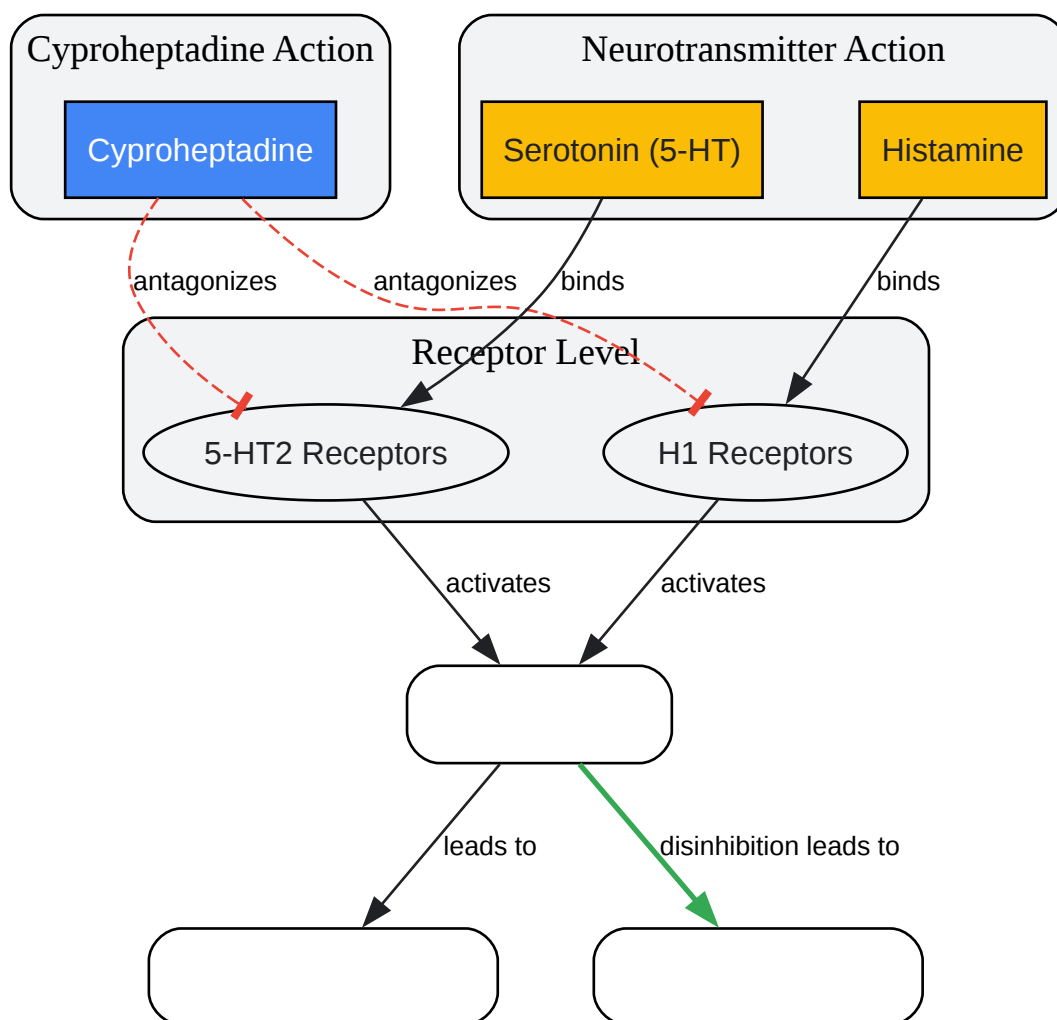 Cyproheptadine Action
Neurotransmitter Action
Cyproheptadine
Serotonin (5-HT)
Histamine
antagonizes
antagonizes
binds
binds
Receptor Level
5-HT2 Receptors
H1 Receptors
activates
activates
leads to
disinhibition leads to